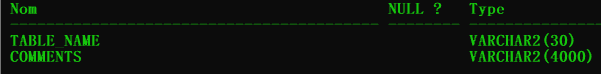 Nom NULL ? Type
----------------------------------------- -------- ----------------
TABLE_NAME VARCHAR2(30)
COMMENTS VARCHAR2(4000)